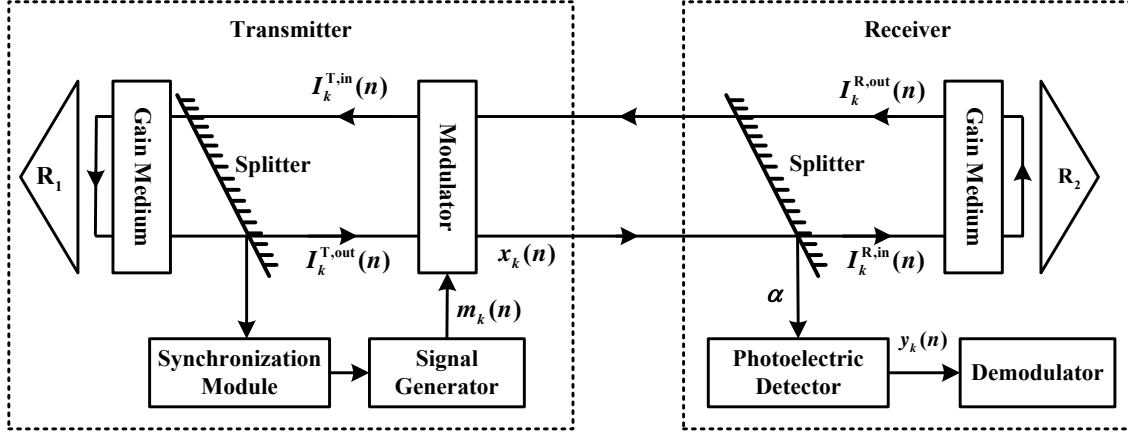 Transmitter
Receiver
I_k^{T,in}(n)
I_k^{R,out}(n)
R₁
Gain Medium
Splitter
Modulator
Splitter
Gain Medium
R₂
I_k^{T,out}(n)
x_k(n)
I_k^{R,in}(n)
m_k(n)
α
y_k(n)
Synchronization
Module
Signal
Generator
Photoelectric
Detector
Demodulator